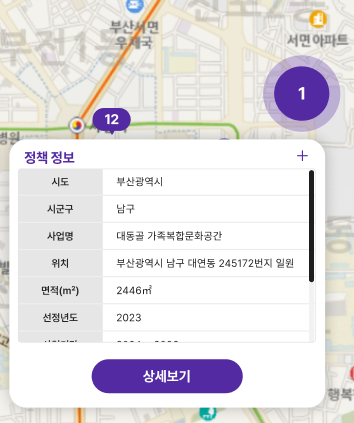 부산서면
우체국
서면아파트
1
12
병원
정책 정보
+
시도 부산광역시
시군구 남구
사업명 대동골 가족복합문화공간
위치 부산광역시 남구 대연동 245172번지 일원
면적(m²) 2446㎡
선정년도 2023
상세보기
행복